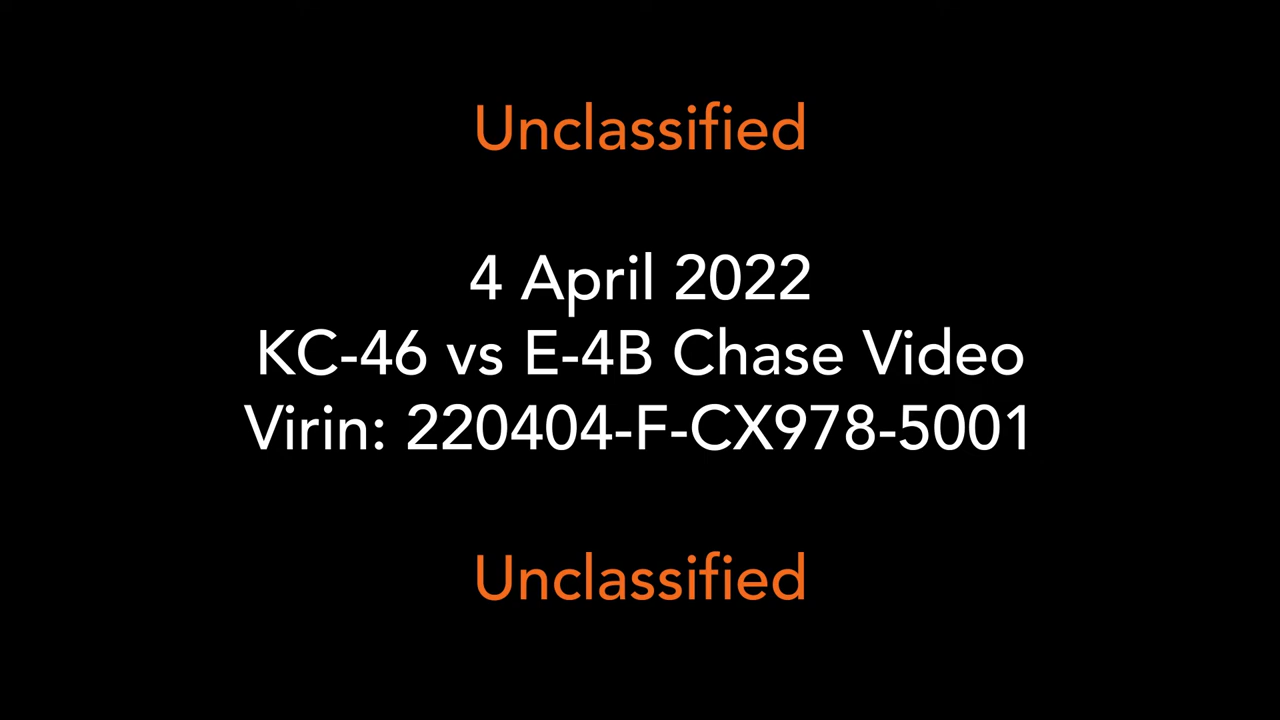 Unclassified
4 April 2022
KC-46 vs E-4B Chase Video
Virin: 220404-F-CX978-5001
Unclassified